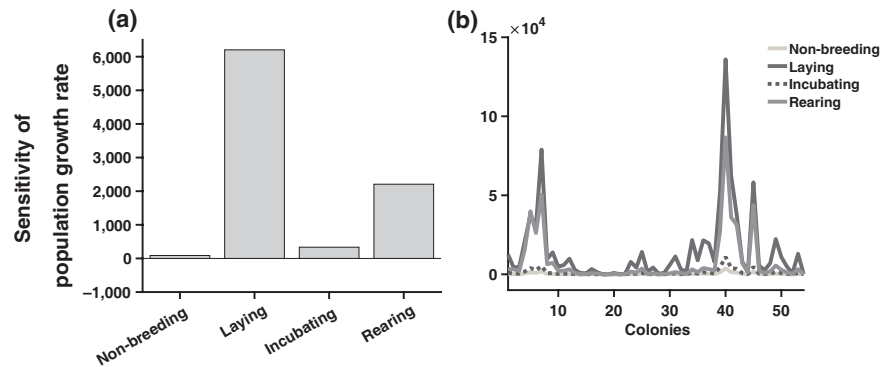 (a)
Sensitivity of
population growth rate
6,000
5,000
4,000
3,000
2,000
1,000
0
–1,000
Non-breeding
Laying
Incubating
Rearing
(b)
×10⁴
15
10
5
0
10
20
30
40
50
Colonies
Non-breeding
Laying
Incubating
Rearing